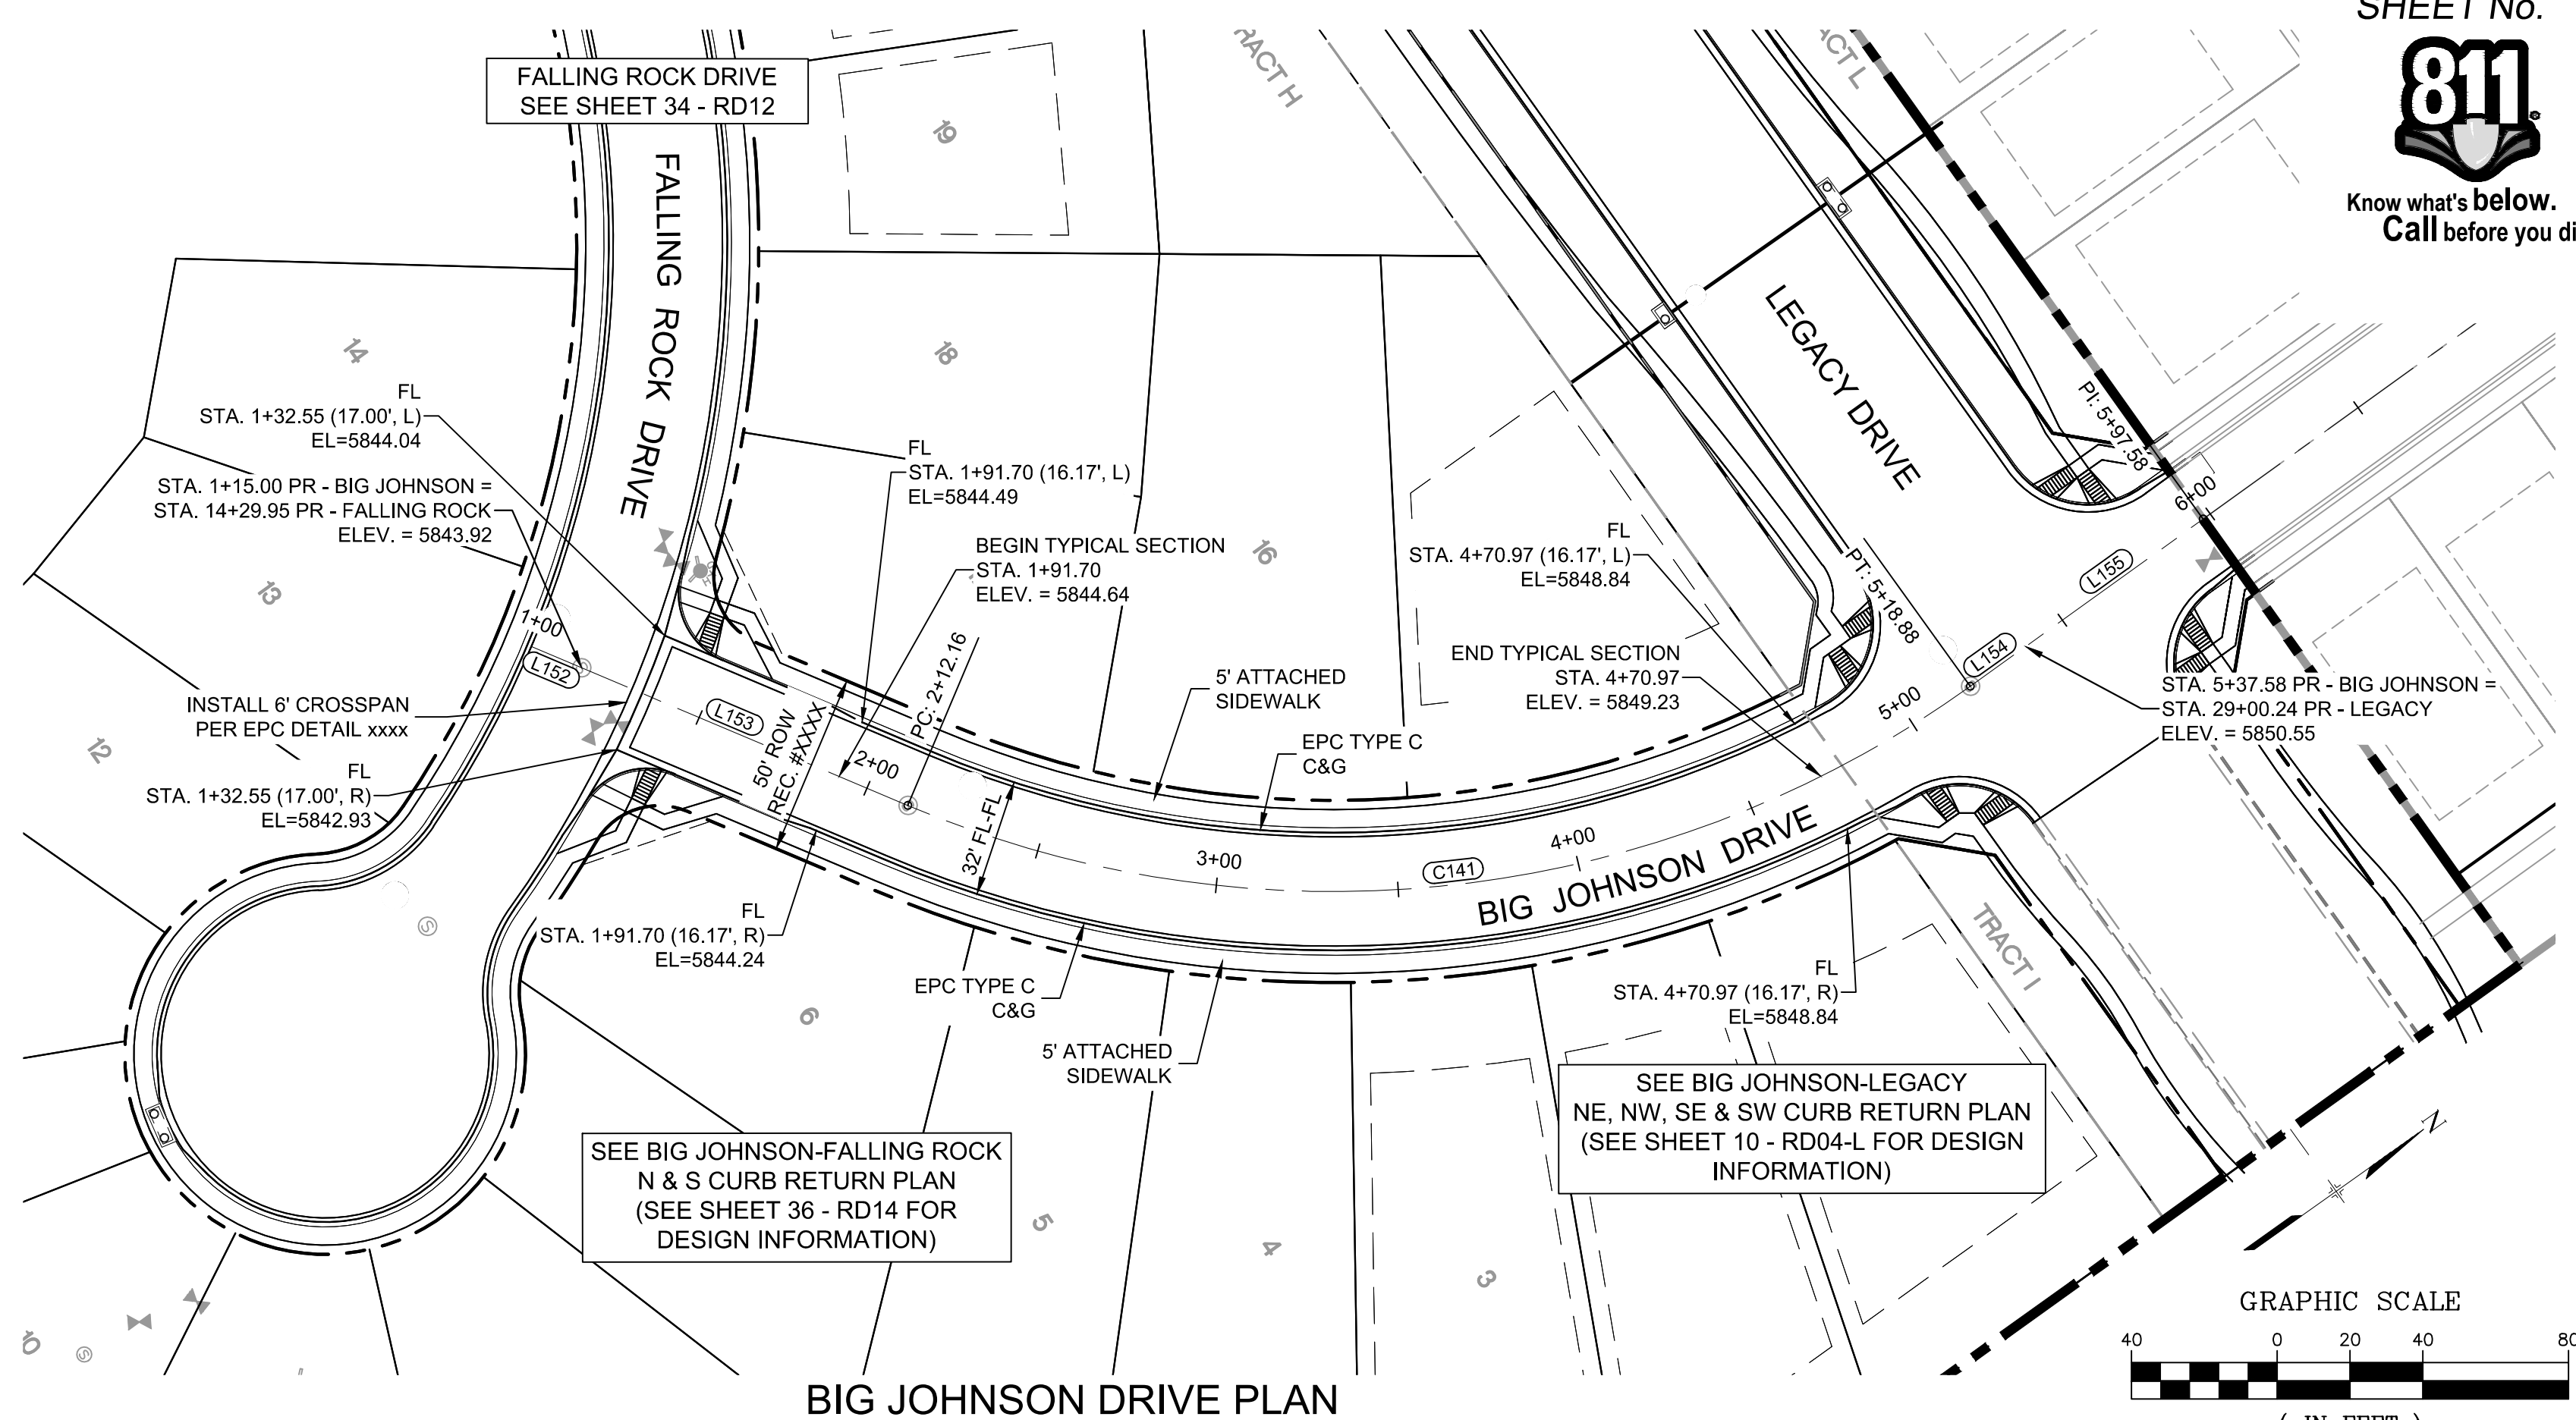 SHEET No.
811
Know what's below.
Call before you di
FALLING ROCK DRIVE
SEE SHEET 34 - RD12
FALLING ROCK DRIVE
TRACT H
TRACT L
19
18
16
14
13
12
10
6
5
4
3
LEGACY DRIVE
FL
STA. 1+32.55 (17.00', L)
EL=5844.04
STA. 1+15.00 PR - BIG JOHNSON =
STA. 14+29.95 PR - FALLING ROCK
ELEV. = 5843.92
FL
STA. 1+91.70 (16.17', L)
EL=5844.49
BEGIN TYPICAL SECTION
STA. 1+91.70
ELEV. = 5844.64
FL
STA. 4+70.97 (16.17', L)
EL=5848.84
END TYPICAL SECTION
STA. 4+70.97
ELEV. = 5849.23
PI: 5+97.58
6+00
L155
PT: 5+18.88
L154
5+00
STA. 5+37.58 PR - BIG JOHNSON =
STA. 29+00.24 PR - LEGACY
ELEV. = 5850.55
1+00
L152
L153
INSTALL 6' CROSSPAN
PER EPC DETAIL xxxx
FL
STA. 1+32.55 (17.00', R)
EL=5842.93
50' ROW
REC. #XXXX
2+00
PC: 2+12.16
32' FL-FL
5' ATTACHED
SIDEWALK
EPC TYPE C
C&G
3+00
C141
4+00
BIG JOHNSON DRIVE
FL
STA. 1+91.70 (16.17', R)
EL=5844.24
EPC TYPE C
C&G
5' ATTACHED
SIDEWALK
FL
STA. 4+70.97 (16.17', R)
EL=5848.84
TRACT I
S
S
SEE BIG JOHNSON-FALLING ROCK
N & S CURB RETURN PLAN
(SEE SHEET 36 - RD14 FOR
DESIGN INFORMATION)
SEE BIG JOHNSON-LEGACY
NE, NW, SE & SW CURB RETURN PLAN
(SEE SHEET 10 - RD04-L FOR DESIGN
INFORMATION)
N
GRAPHIC SCALE
40 0 20 40 80
( IN FEET )
BIG JOHNSON DRIVE PLAN